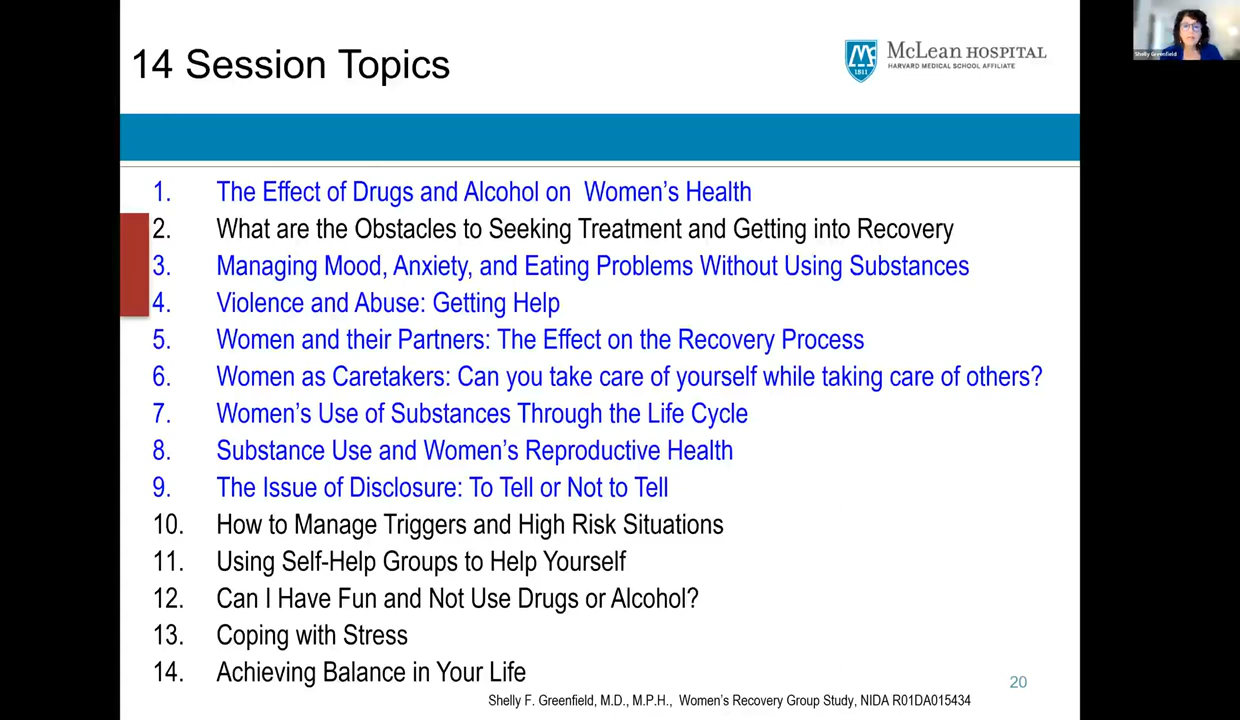 14 Session Topics
McLEAN HOSPITAL
HARVARD MEDICAL SCHOOL AFFILIATE
1811
Shelly Greenfield
1. The Effect of Drugs and Alcohol on Women's Health
2. What are the Obstacles to Seeking Treatment and Getting into Recovery
3. Managing Mood, Anxiety, and Eating Problems Without Using Substances
4. Violence and Abuse: Getting Help
5. Women and their Partners: The Effect on the Recovery Process
6. Women as Caretakers: Can you take care of yourself while taking care of others?
7. Women's Use of Substances Through the Life Cycle
8. Substance Use and Women's Reproductive Health
9. The Issue of Disclosure: To Tell or Not to Tell
10. How to Manage Triggers and High Risk Situations
11. Using Self-Help Groups to Help Yourself
12. Can I Have Fun and Not Use Drugs or Alcohol?
13. Coping with Stress
14. Achieving Balance in Your Life
20
Shelly F. Greenfield, M.D., M.P.H., Women's Recovery Group Study, NIDA R01DA015434